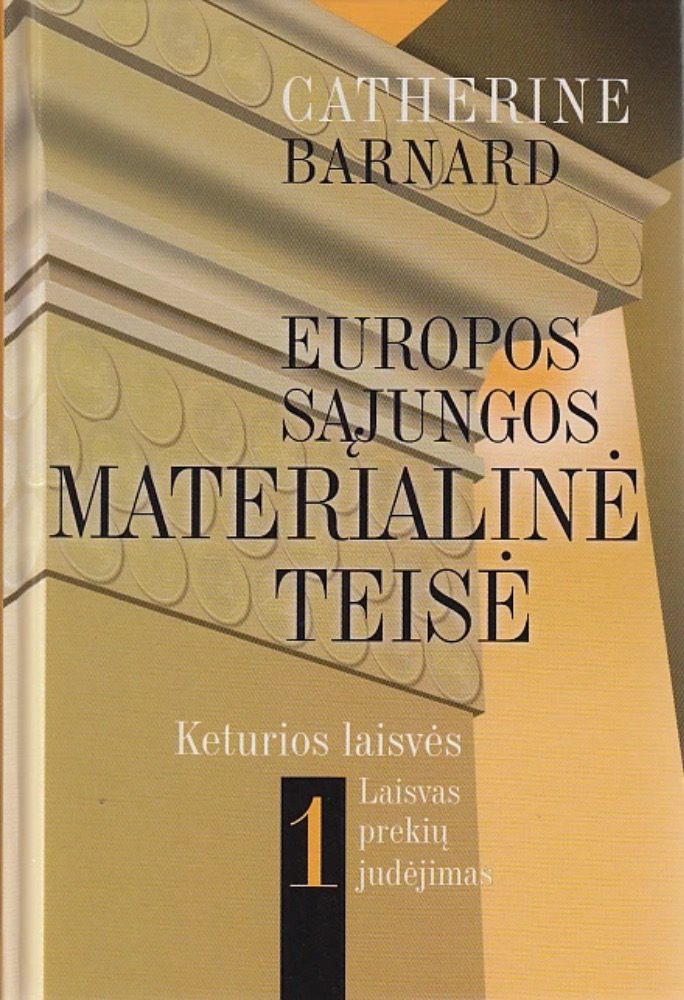 CATHERINE
BARNARD
EUROPOS
SĄJUNGOS
MATERIALINĖ
TEISĖ
Keturios laisvės
1
Laisvas
prekių
judėjimas